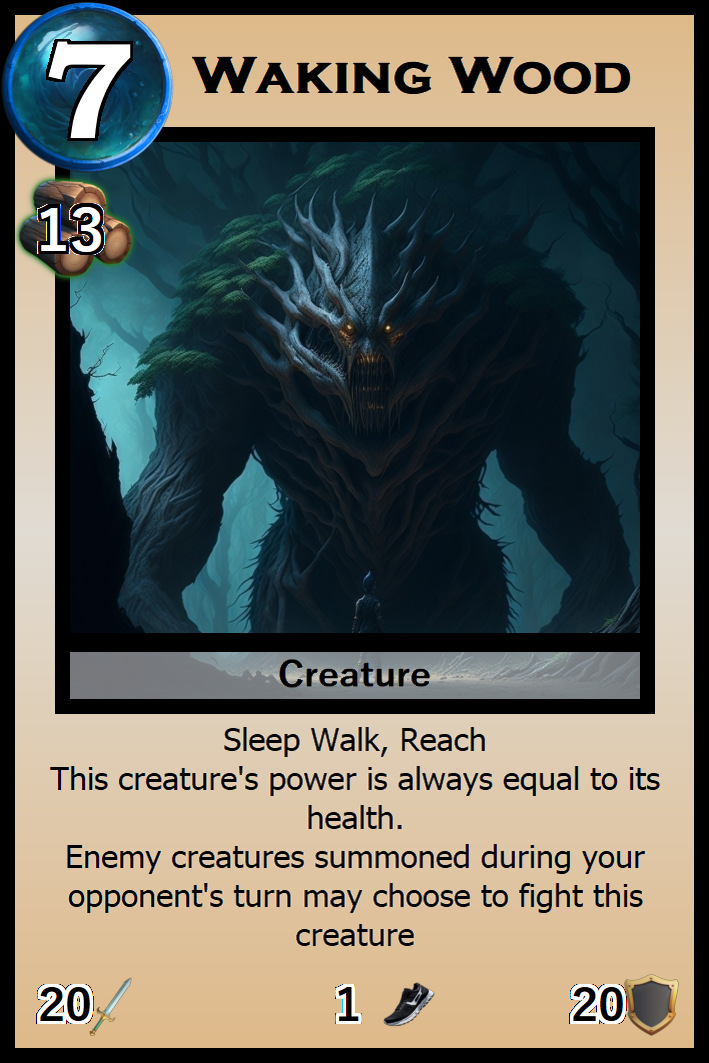 7
Waking Wood
13
Creature
Sleep Walk, Reach
This creature's power is always equal to its
health.
Enemy creatures summoned during your
opponent's turn may choose to fight this
creature
20
1
20